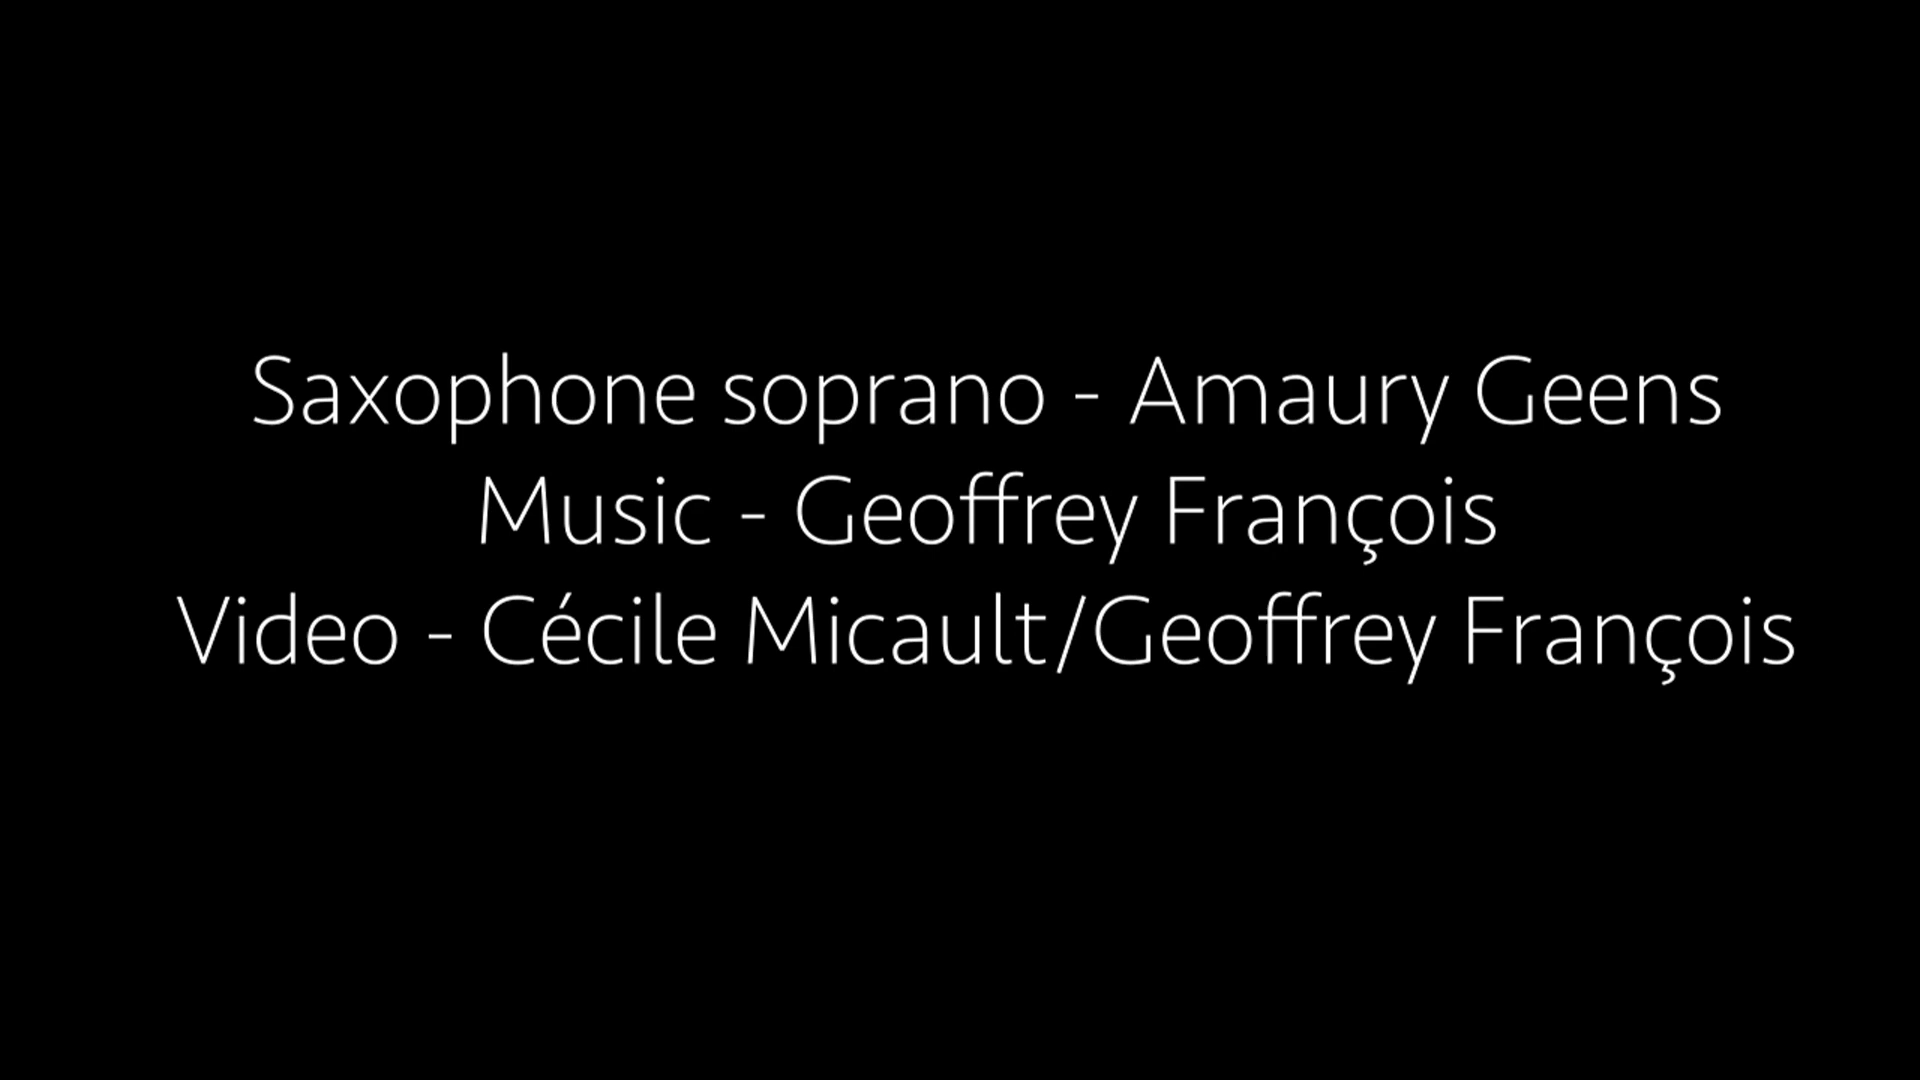 Saxophone soprano - Amaury Geens
Music - Geoffrey François
Video - Cécile Micault/Geoffrey François